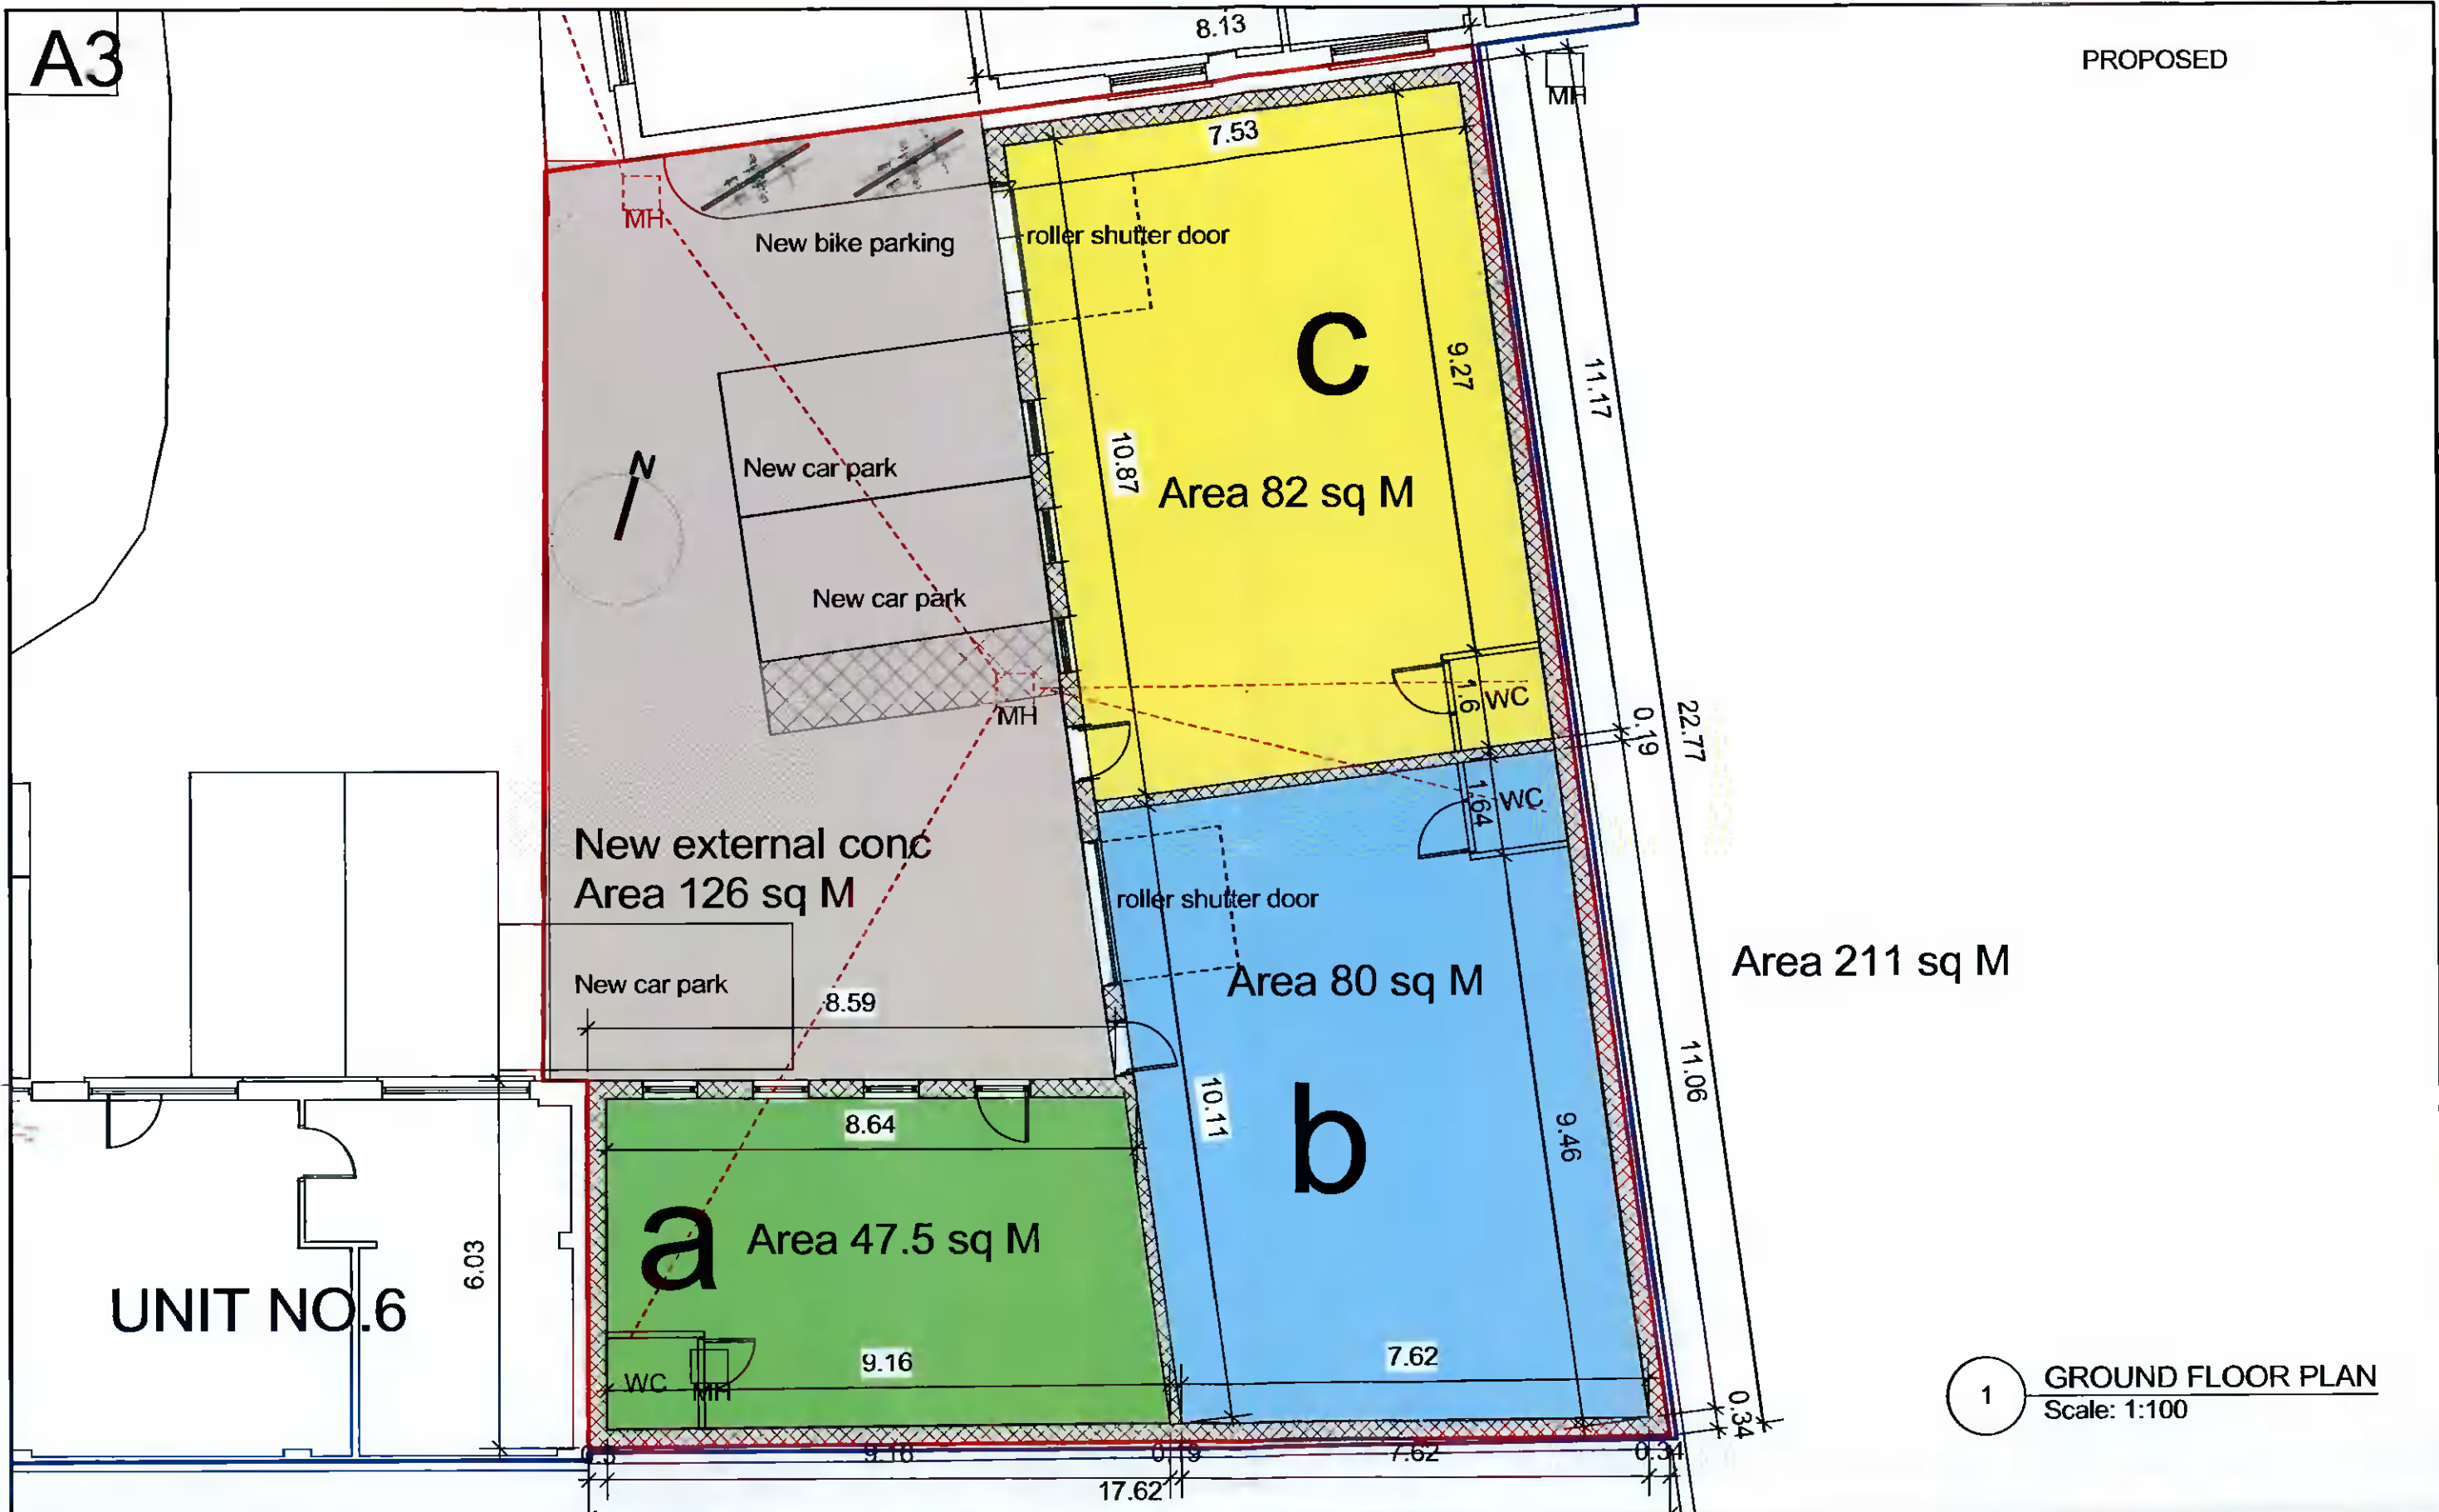 A3
8.13
PROPOSED
MH
7.53
MH
New bike parking
roller shutter door
c
9.27
11.17
N
New car park
10.87
Area 82 sq M
New car park
MH
1.6
WC
0.19
22.77
1.64
WC
New external conc
Area 126 sq M
roller shutter door
Area 80 sq M
Area 211 sq M
New car park
8.59
8.64
10.11
b
9.46
11.06
a
Area 47.5 sq M
6.03
UNIT NO.6
9.16
7.62
WC
MH
1
GROUND FLOOR PLAN
Scale: 1:100
0.34
9.16
0.19
7.62
0.34
17.62